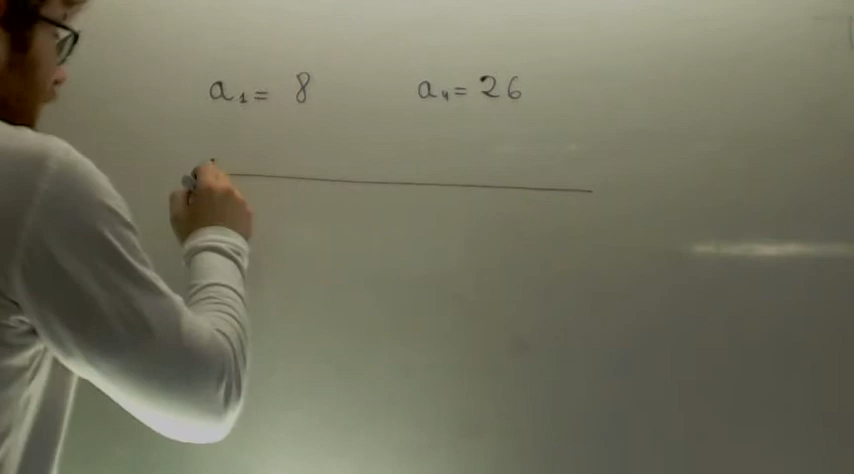 a₁ = 8 a₄ = 26